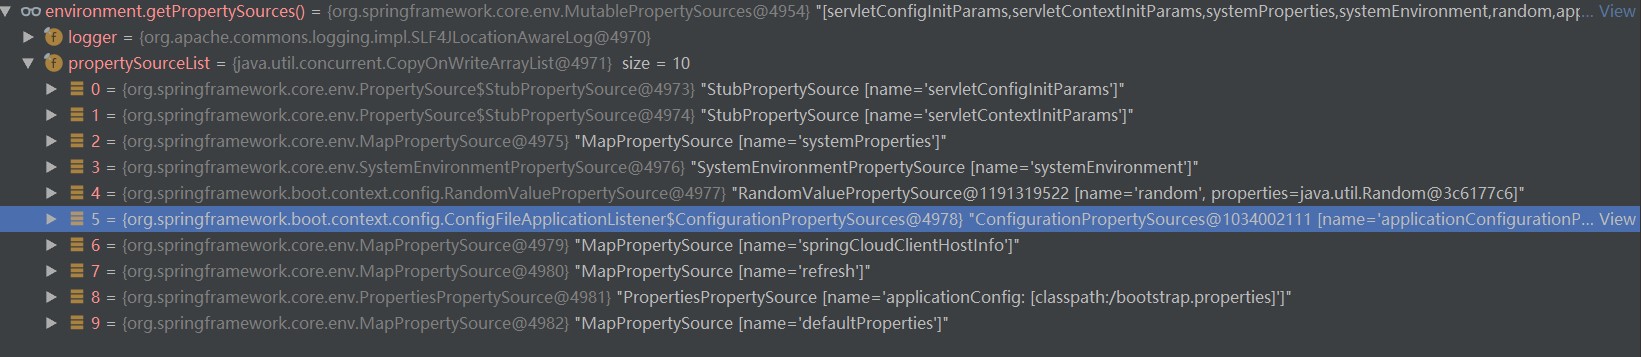 environment.getPropertySources() = {org.springframework.core.env.MutablePropertySources@4954} "[servletConfigInitParams,servletContextInitParams,systemProperties,systemEnvironment,random,app... View
f logger = {org.apache.commons.logging.impl.SLF4JLocationAwareLog@4970}
f propertySourceList = {java.util.concurrent.CopyOnWriteArrayList@4971} size = 10
0 = {org.springframework.core.env.PropertySource$StubPropertySource@4973} "StubPropertySource [name='servletConfigInitParams']"
1 = {org.springframework.core.env.PropertySource$StubPropertySource@4974} "StubPropertySource [name='servletContextInitParams']"
2 = {org.springframework.core.env.MapPropertySource@4975} "MapPropertySource [name='systemProperties']"
3 = {org.springframework.core.env.SystemEnvironmentPropertySource@4976} "SystemEnvironmentPropertySource [name='systemEnvironment']"
4 = {org.springframework.boot.context.config.RandomValuePropertySource@4977} "RandomValuePropertySource@1191319522 [name='random', properties=java.util.Random@3c6177c6]"
5 = {org.springframework.boot.context.config.ConfigFileApplicationListener$ConfigurationPropertySources@4978} "ConfigurationPropertySources@1034002111 [name='applicationConfigurationP... View
6 = {org.springframework.core.env.MapPropertySource@4979} "MapPropertySource [name='springCloudClientHostInfo']"
7 = {org.springframework.core.env.MapPropertySource@4980} "MapPropertySource [name='refresh']"
8 = {org.springframework.core.env.PropertiesPropertySource@4981} "PropertiesPropertySource [name='applicationConfig: [classpath:/bootstrap.properties]']"
9 = {org.springframework.core.env.MapPropertySource@4982} "MapPropertySource [name='defaultProperties']"